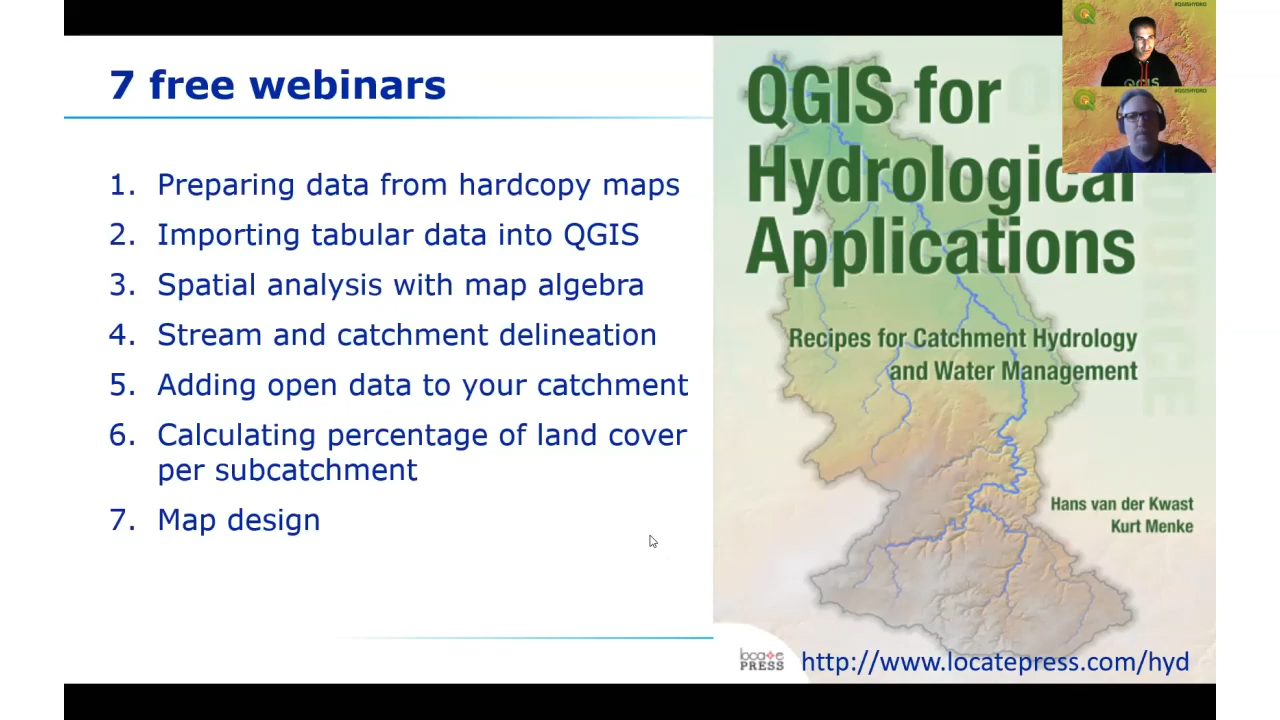 7 free webinars
1. Preparing data from hardcopy maps
2. Importing tabular data into QGIS
3. Spatial analysis with map algebra
4. Stream and catchment delineation
5. Adding open data to your catchment
6. Calculating percentage of land cover
per subcatchment
7. Map design
QGIS for
Hydrological
Applications
Recipes for Catchment Hydrology
and Water Management
Hans van der Kwast
Kurt Menke
locate
PRESS
http://www.locatepress.com/hyd
#QGISHYDRO
QGIS
#QGISHYDRO